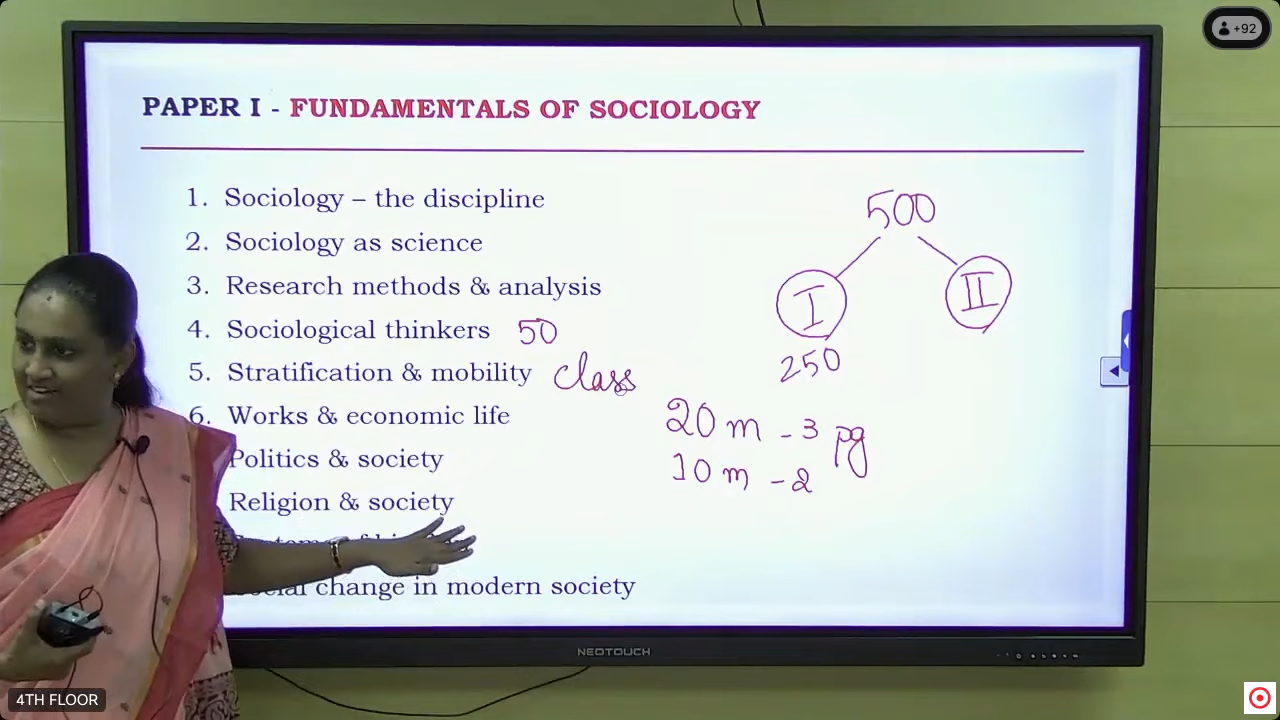 +92
PAPER I - FUNDAMENTALS OF SOCIOLOGY
1. Sociology – the discipline
2. Sociology as science
3. Research methods & analysis
4. Sociological thinkers 50
5. Stratification & mobility class
6. Works & economic life
Politics & society
Religion & society
change in modern society
500
I II
250
20 m - 3 pg
10 m - 2
NEOTOUCH
4TH FLOOR